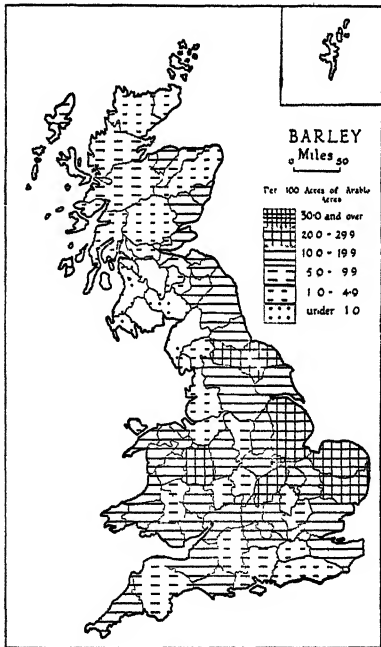 BARLEY
Miles
0 50
Per 100 Acres of Arable
Acres
30·0 and over
20·0 - 29·9
10·0 - 19·9
5·0 - 9·9
1·0 - 4·9
under 1·0